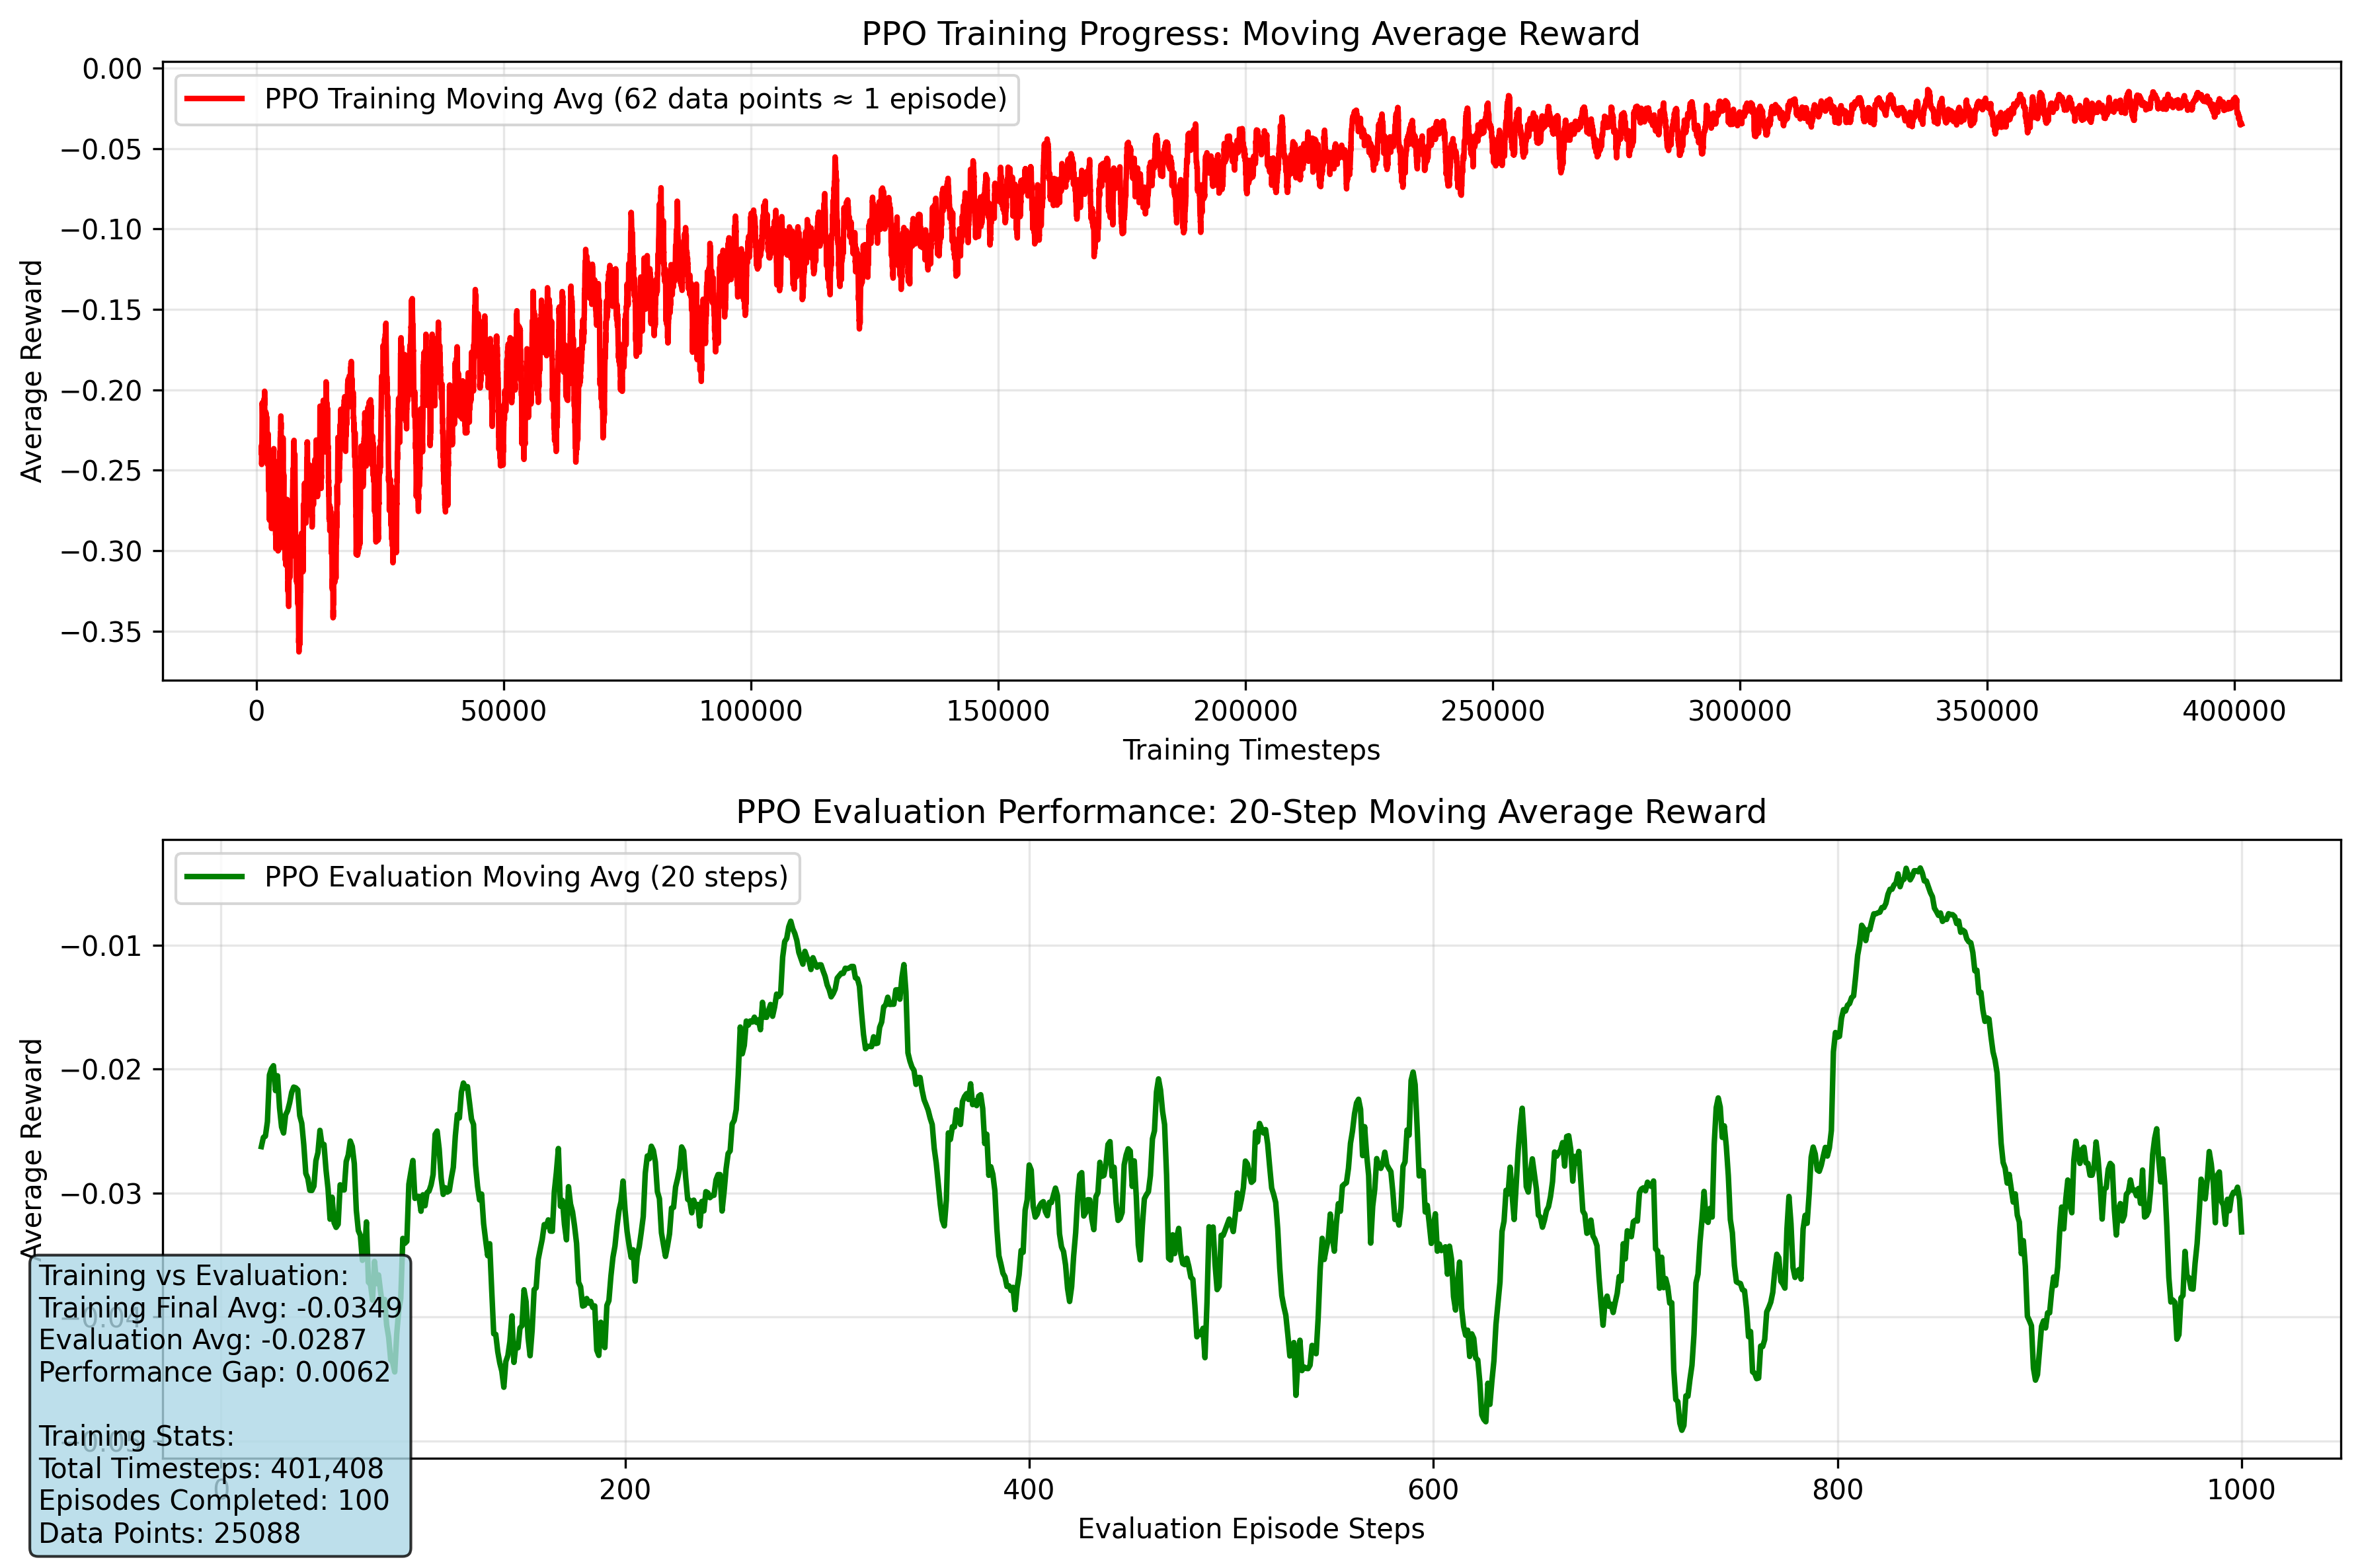 PPO Training Progress: Moving Average Reward
PPO Training Moving Avg (62 data points ≈ 1 episode)
Average Reward
0.00
−0.05
−0.10
−0.15
−0.20
−0.25
−0.30
−0.35
0 50000 100000 150000 200000 250000 300000 350000 400000
Training Timesteps
PPO Evaluation Performance: 20-Step Moving Average Reward
PPO Evaluation Moving Avg (20 steps)
Average Reward
−0.01
−0.02
−0.03
−0.04
−0.05
0 200 400 600 800 1000
Evaluation Episode Steps
Training vs Evaluation:
Training Final Avg: -0.0349
Evaluation Avg: -0.0287
Performance Gap: 0.0062
Training Stats:
Total Timesteps: 401,408
Episodes Completed: 100
Data Points: 25088